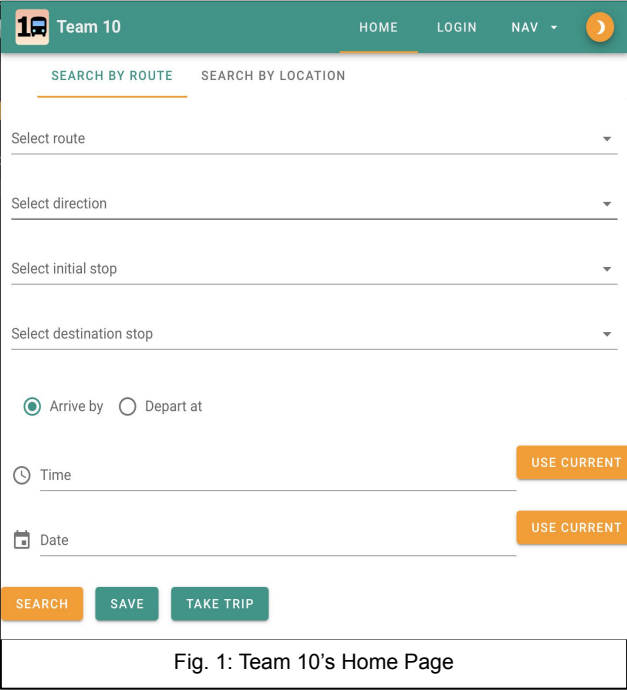 10 Team 10
HOME LOGIN NAV
SEARCH BY ROUTE SEARCH BY LOCATION
Select route
Select direction
Select initial stop
Select destination stop
Arrive by Depart at
Time USE CURRENT
Date USE CURRENT
SEARCH SAVE TAKE TRIP
Fig. 1: Team 10’s Home Page